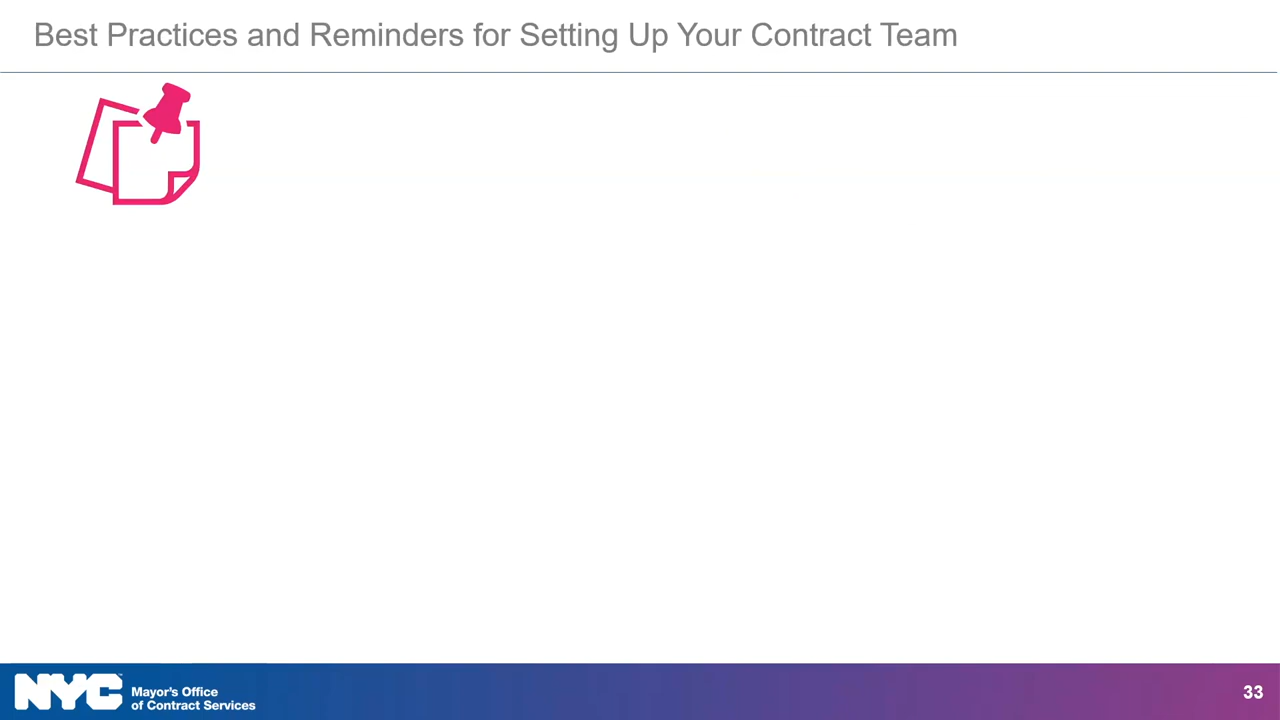 Best Practices and Reminders for Setting Up Your Contract Team
NYC
Mayor's Office
of Contract Services
33